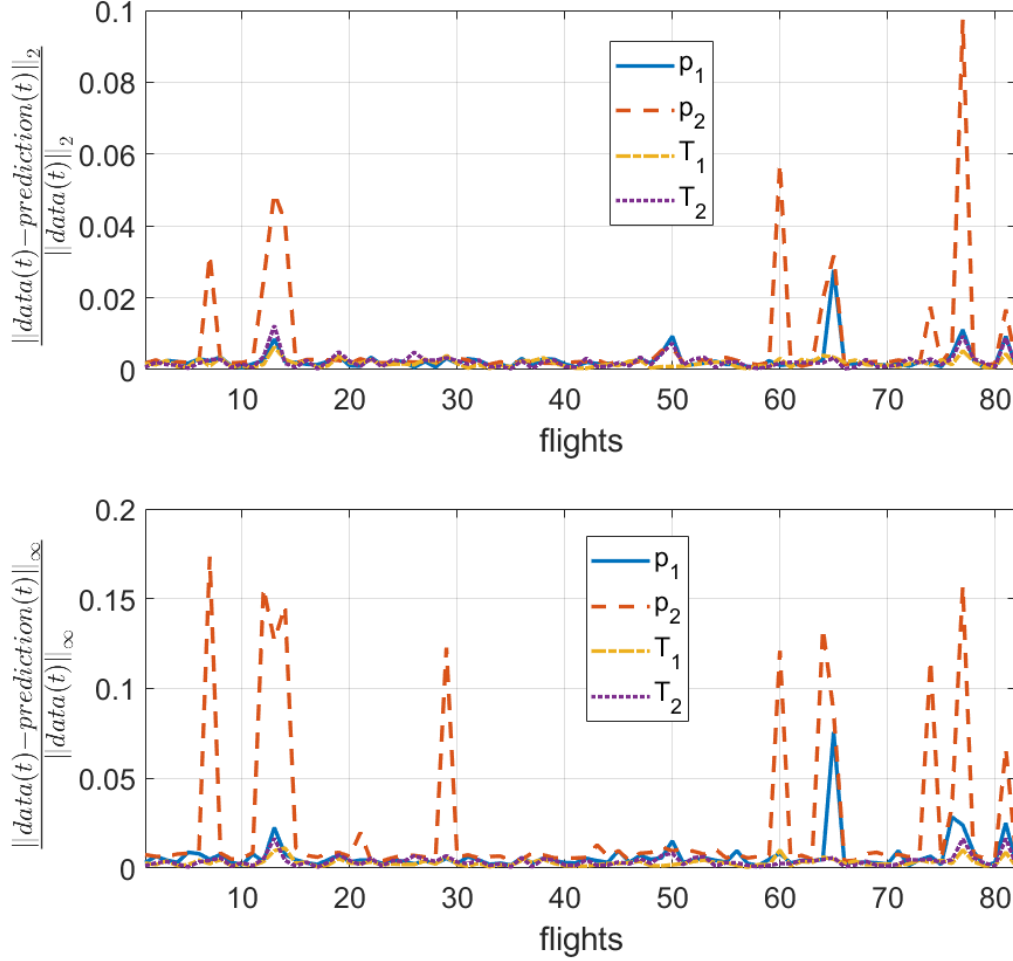 ||data(t)−prediction(t)||₂
||data(t)||₂
0.1
0.08
0.06
0.04
0.02
0
p₁
p₂
T₁
T₂
10 20 30 40 50 60 70 80
flights
||data(t)−prediction(t)||∞
||data(t)||∞
0.2
0.15
0.1
0.05
0
p₁
p₂
T₁
T₂
10 20 30 40 50 60 70 80
flights